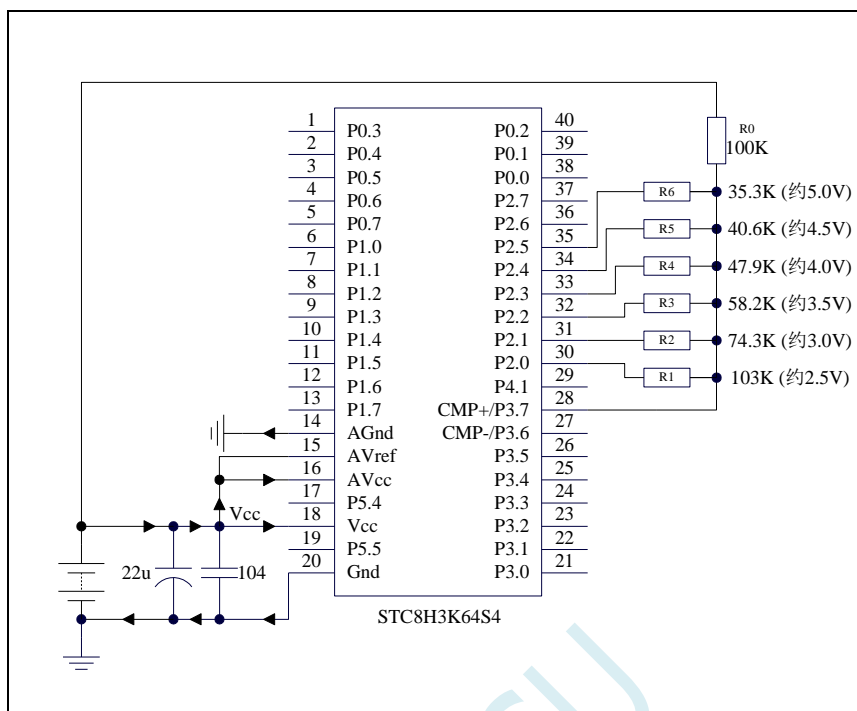 1 P0.3 P0.2 40
2 P0.4 P0.1 39
3 P0.5 P0.0 38
4 P0.6 P2.7 37
5 P0.7 P2.6 36
6 P1.0 P2.5 35
7 P1.1 P2.4 34
8 P1.2 P2.3 33
9 P1.3 P2.2 32
10 P1.4 P2.1 31
11 P1.5 P2.0 30
12 P1.6 P4.1 29
13 P1.7 CMP+/P3.7 28
14 AGnd CMP-/P3.6 27
15 AVref P3.5 26
16 AVcc P3.4 25
17 P5.4 P3.3 24
18 Vcc P3.2 23
19 P5.5 P3.1 22
20 Gnd P3.0 21
R0
100K
R6 35.3K (约5.0V)
R5 40.6K (约4.5V)
R4 47.9K (约4.0V)
R3 58.2K (约3.5V)
R2 74.3K (约3.0V)
R1 103K (约2.5V)
Vcc
22u 104
STC8H3K64S4